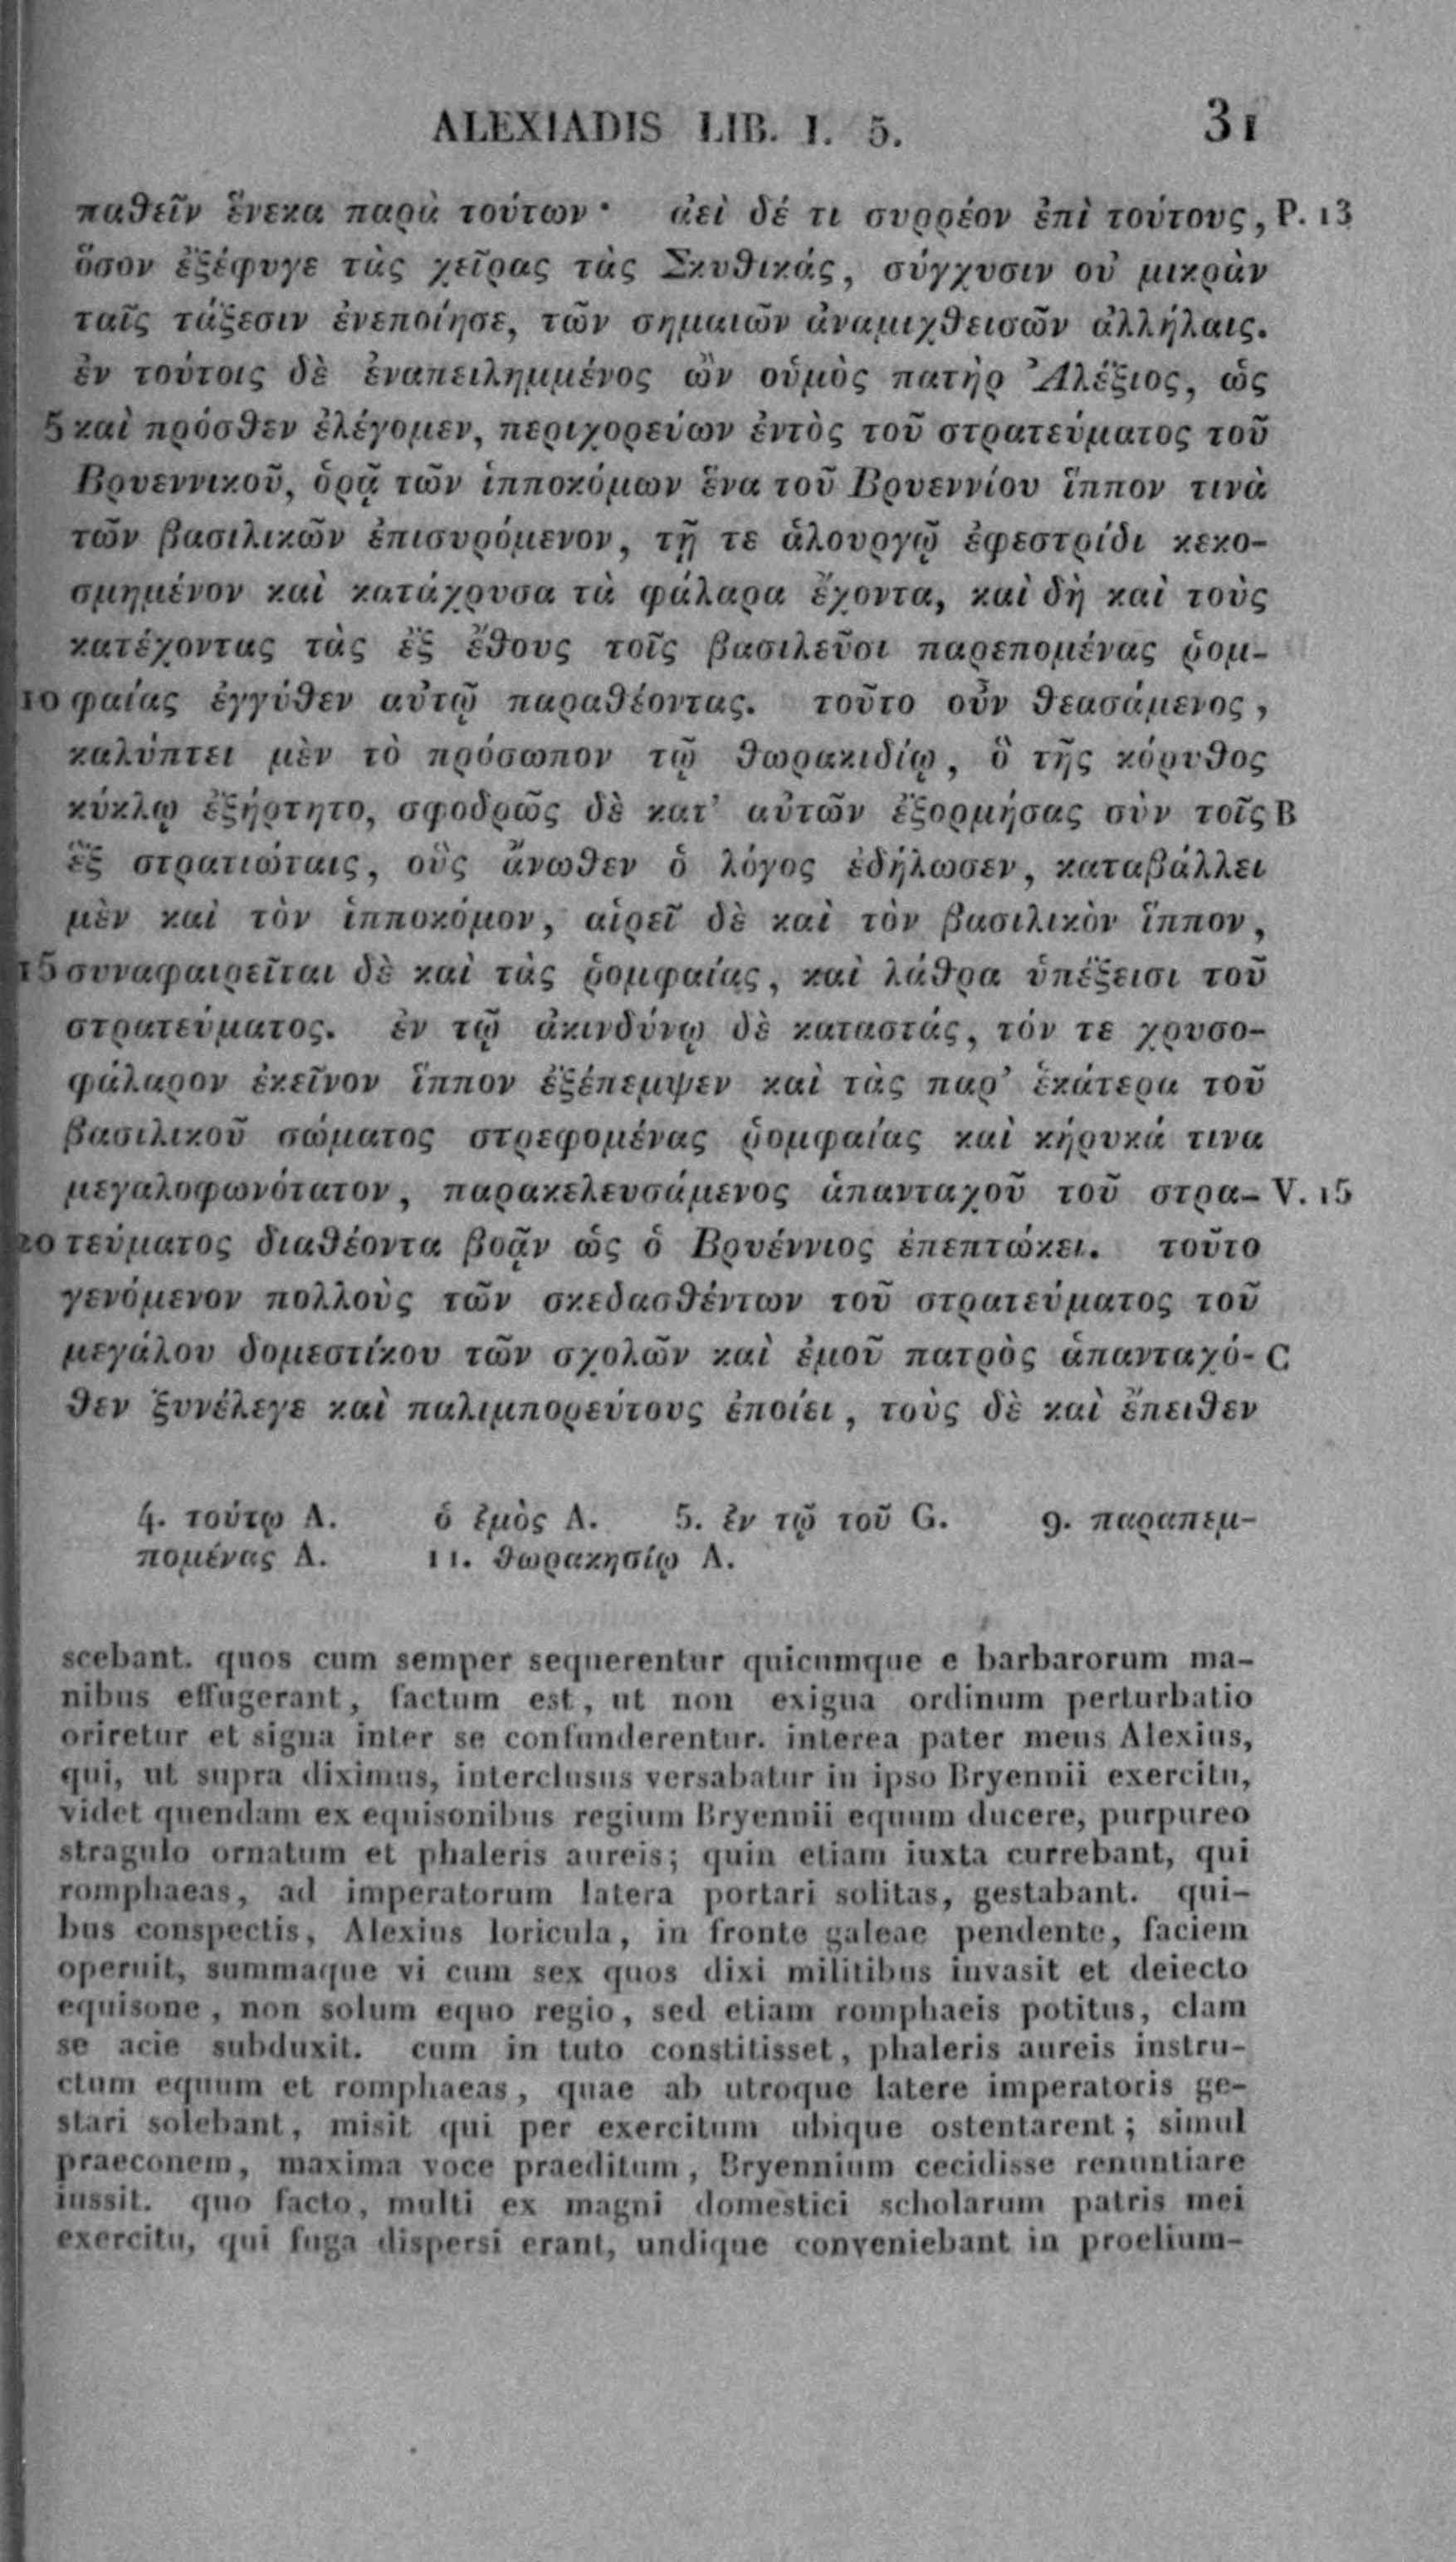 ALEXIADIS LIB. I. 5. 31
παθεῖν ἕνεκα παρὰ τούτων· ἀεὶ δέ τι συρρέον ἐπὶ τούτους, P. 13
ὅσον ἐξέφυγε τὰς χεῖρας τὰς Σκυθικάς, σύγχυσιν οὐ μικρὰν
ταῖς τάξεσιν ἐνεποίησε, τῶν σημαιῶν ἀναμιχθεισῶν ἀλλήλαις.
ἐν τούτοις δὲ ἐναπειλημμένος ὢν οὑμὸς πατὴρ Ἀλέξιος, ὡς
5 καὶ πρόσθεν ἐλέγομεν, περιχορεύων ἐντὸς τοῦ στρατεύματος τοῦ
Βρυεννικοῦ, ὁρᾷ τῶν ἱπποκόμων ἕνα τοῦ Βρυεννίου ἵππον τινὰ
τῶν βασιλικῶν ἐπισυρόμενον, τῇ τε ἁλουργῷ ἐφεστρίδι κεκο-
σμημένον καὶ κατάχρυσα τὰ φάλαρα ἔχοντα, καὶ δὴ καὶ τοὺς
κατέχοντας τὰς ἐξ ἔθους τοῖς βασιλεῦσι παρεπομένας ῥομ-
10 φαίας ἐγγύθεν αὐτῷ παραθέοντας. τοῦτο οὖν θεασάμενος,
καλύπτει μὲν τὸ πρόσωπον τῷ θωρακιδίῳ, ὃ τῆς κόρυθος
κύκλῳ ἐξήρτητο, σφοδρῶς δὲ κατ' αὐτῶν ἐξορμήσας σὺν τοῖς B
ἓξ στρατιώταις, οὓς ἄνωθεν ὁ λόγος ἐδήλωσεν, καταβάλλει
μὲν καὶ τὸν ἱπποκόμον, αἱρεῖ δὲ καὶ τὸν βασιλικὸν ἵππον,
15 συναφαιρεῖται δὲ καὶ τὰς ῥομφαίας, καὶ λάθρα ὑπέξεισι τοῦ
στρατεύματος. ἐν τῷ ἀκινδύνῳ δὲ καταστάς, τόν τε χρυσο-
φάλαρον ἐκεῖνον ἵππον ἐξέπεμψεν καὶ τὰς παρ' ἑκάτερα τοῦ
βασιλικοῦ σώματος στρεφομένας ῥομφαίας καὶ κήρυκά τινα
μεγαλοφωνότατον, παρακελευσάμενος ἁπανταχοῦ τοῦ στρα- V. 15
20 τεύματος διαθέοντα βοᾷν ὡς ὁ Βρυέννιος ἐπεπτώκει. τοῦτο
γενόμενον πολλοὺς τῶν σκεδασθέντων τοῦ στρατεύματος τοῦ
μεγάλου δομεστίκου τῶν σχολῶν καὶ ἐμοῦ πατρὸς ἁπανταχό- C
θεν ξυνέλεγε καὶ παλιμπορεύτους ἐποίει, τοὺς δὲ καὶ ἔπειθεν
4. τούτῳ A. ὁ ἐμὸς A. 5. ἐν τῷ τοῦ G. 9. παραπεμ-
πομένας A. 11. θωρακησίῳ A.
scebant. quos cum semper sequerentur quicumque e barbarorum ma-
nibus effugerant, factum est, ut non exigua ordinum perturbatio
oriretur et signa inter se confunderentur. interea pater meus Alexius,
qui, ut supra diximus, interclusus versabatur in ipso Bryennii exercitu,
videt quendam ex equisonibus regium Bryennii equum ducere, purpureo
stragulo ornatum et phaleris aureis; quin etiam iuxta currebant, qui
romphaeas, ad imperatorum latera portari solitas, gestabant. qui-
bus conspectis, Alexius loricula, in fronte galeae pendente, faciem
operuit, summaque vi cum sex quos dixi militibus invasit et deiecto
equisone, non solum equo regio, sed etiam romphaeis potitus, clam
se acie subduxit. cum in tuto constitisset, phaleris aureis instru-
ctum equum et romphaeas, quae ab utroque latere imperatoris ge-
stari solebant, misit qui per exercitum ubique ostentarent; simul
praeconem, maxima voce praeditum, Bryennium cecidisse renuntiare
iussit. quo facto, multi ex magni domestici scholarum patris mei
exercitu, qui fuga dispersi erant, undique conveniebant in proelium-